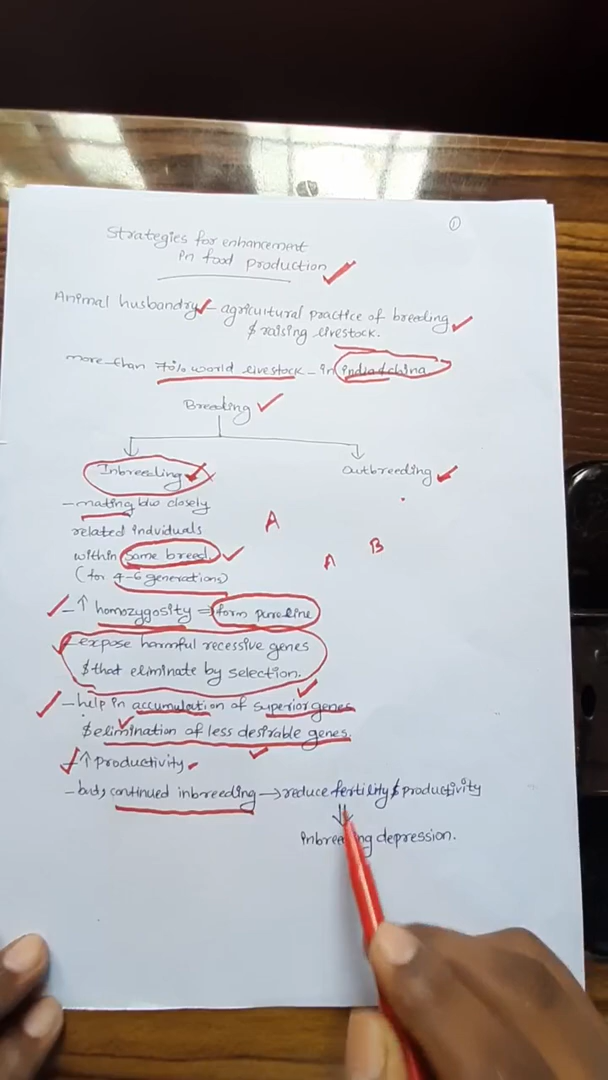 1
Strategies for enhancement
in food production
Animal husbandry - agricultural practice of breeding
& raising livestock.
more than 70% world livestock - in India & china
Breeding
Inbreeding
outbreeding
- mating b/w closely
related individuals
within same breed.
(for 4-6 generations)
A
A B
- ↑ homozygosity ⇒ form pureline
- expose harmful recessive genes
& that eliminate by selection.
- help in accumulation of superior genes
& elimination of less desirable genes.
- ↑ productivity
- but, continued inbreeding → reduce fertility & productivity
⇓
inbreeding depression.